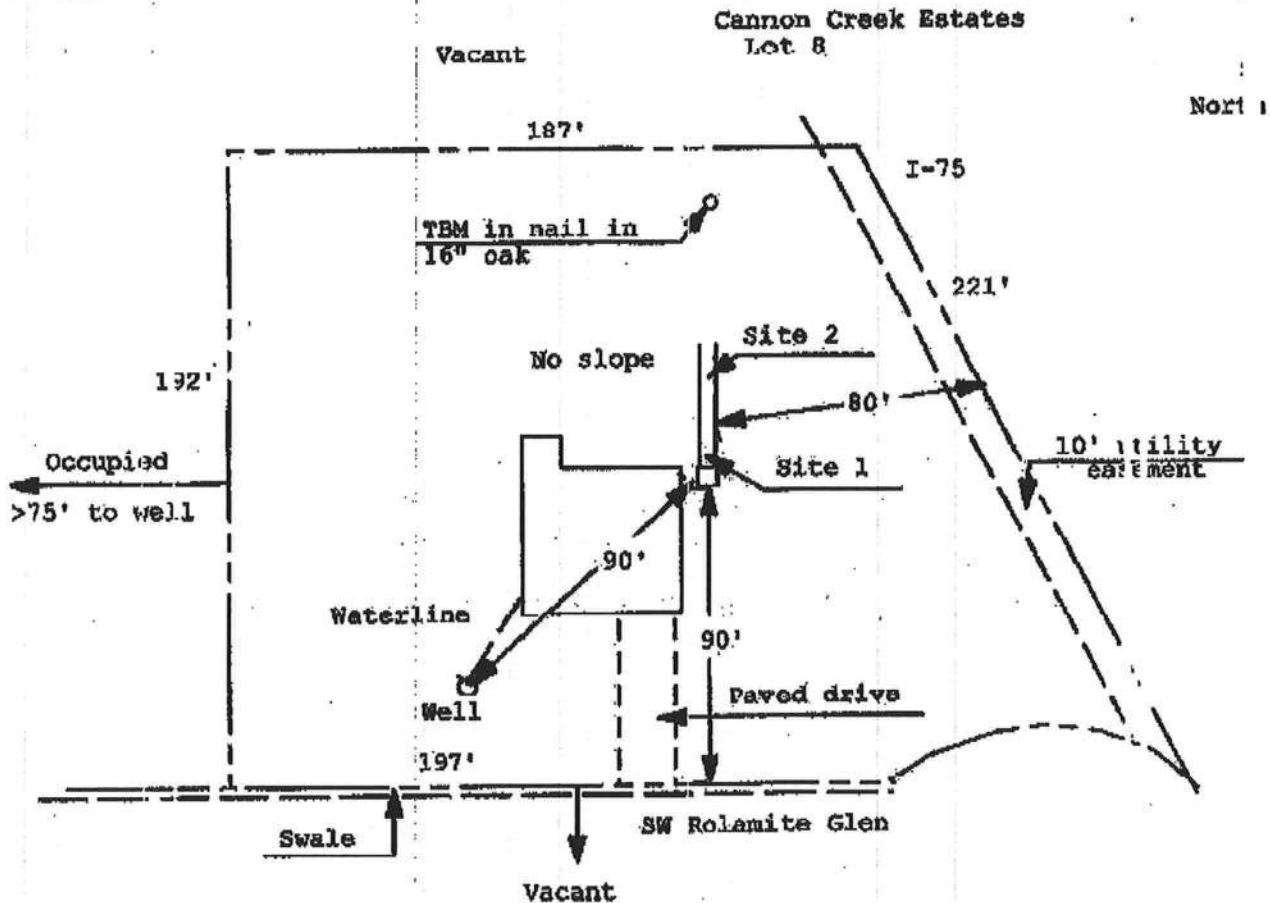 Cannon Creek Estates
Lot 8
Vacant
187'
I-75
TBM in nail in
16" oak
221'
Site 2
No slope
192'
80'
Occupied
10'
Site 1
>75' to well
90'
Waterline
90'
Paved drive
Well
197'
SW Rolamite Glen
Swale
Vacant